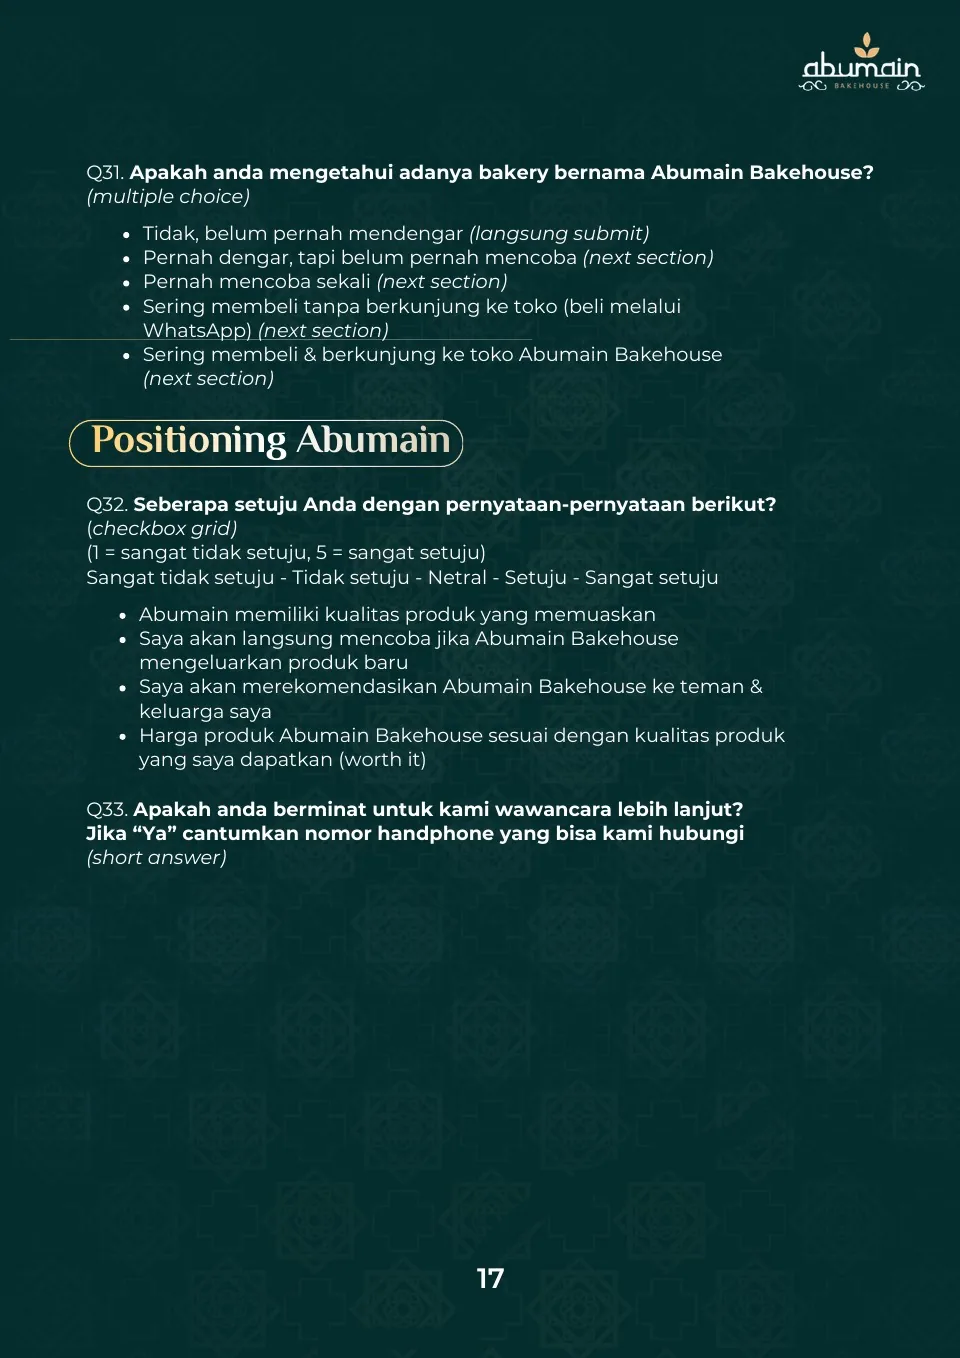 abumain
BAKEHOUSE
Q31. Apakah anda mengetahui adanya bakery bernama Abumain Bakehouse?
(multiple choice)
• Tidak, belum pernah mendengar (langsung submit)
• Pernah dengar, tapi belum pernah mencoba (next section)
• Pernah mencoba sekali (next section)
• Sering membeli tanpa berkunjung ke toko (beli melalui
WhatsApp) (next section)
• Sering membeli & berkunjung ke toko Abumain Bakehouse
(next section)
Positioning Abumain
Q32. Seberapa setuju Anda dengan pernyataan-pernyataan berikut?
(checkbox grid)
(1 = sangat tidak setuju, 5 = sangat setuju)
Sangat tidak setuju - Tidak setuju - Netral - Setuju - Sangat setuju
• Abumain memiliki kualitas produk yang memuaskan
• Saya akan langsung mencoba jika Abumain Bakehouse
mengeluarkan produk baru
• Saya akan merekomendasikan Abumain Bakehouse ke teman &
keluarga saya
• Harga produk Abumain Bakehouse sesuai dengan kualitas produk
yang saya dapatkan (worth it)
Q33. Apakah anda berminat untuk kami wawancara lebih lanjut?
Jika “Ya” cantumkan nomor handphone yang bisa kami hubungi
(short answer)
17